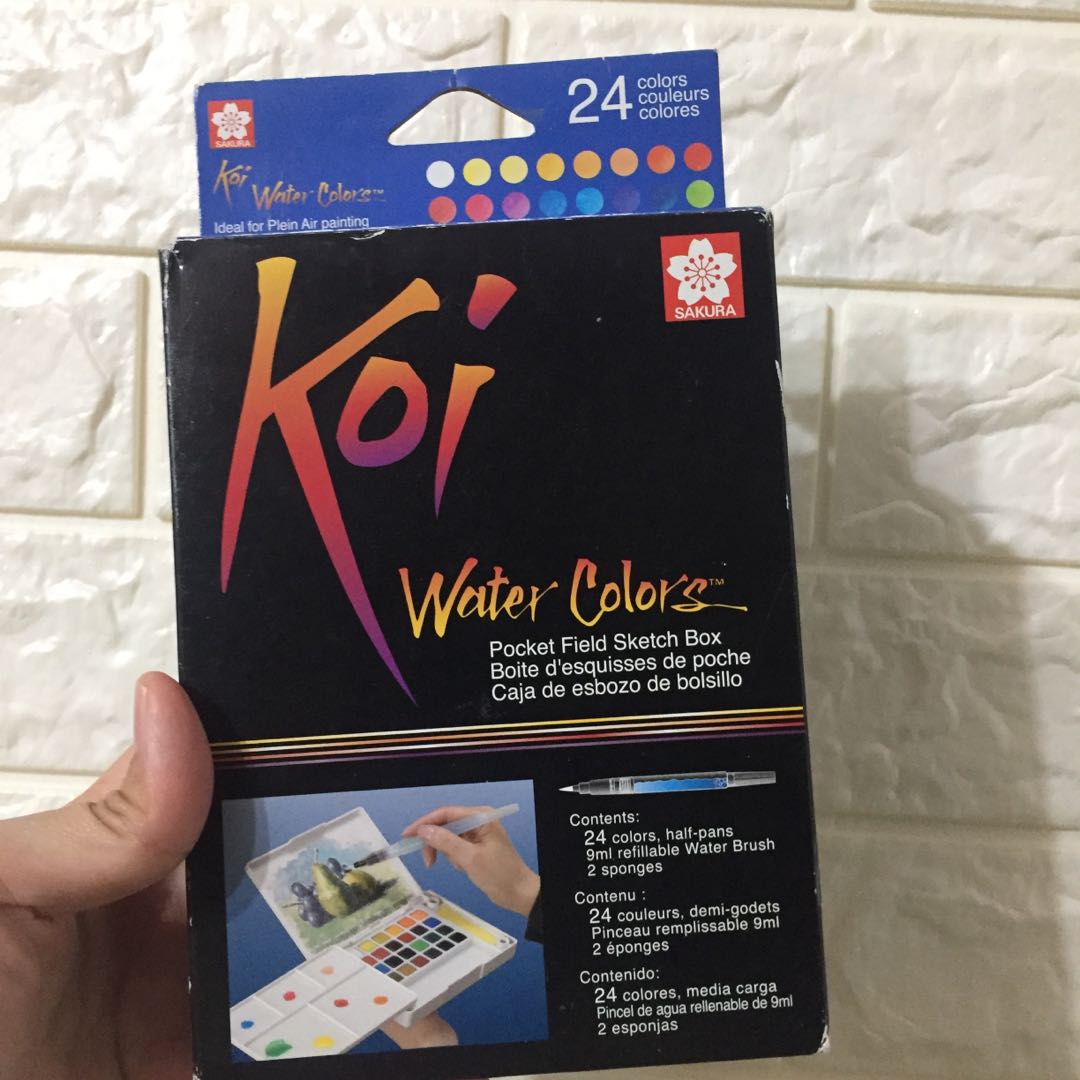 24
colors
couleurs
colores
SAKURA
Koi
Water Colors™
Ideal for Plein Air painting
Koi
SAKURA
Water Colors™
Pocket Field Sketch Box
Boite d'esquisses de poche
Caja de esbozo de bolsillo
Contents:
24 colors, half-pans
9ml refillable Water Brush
2 sponges
Contenu :
24 couleurs, demi-godets
Pinceau remplissable 9ml
2 éponges
Contenido:
24 colores, media carga
Pincel de agua rellenable de 9ml
2 esponjas